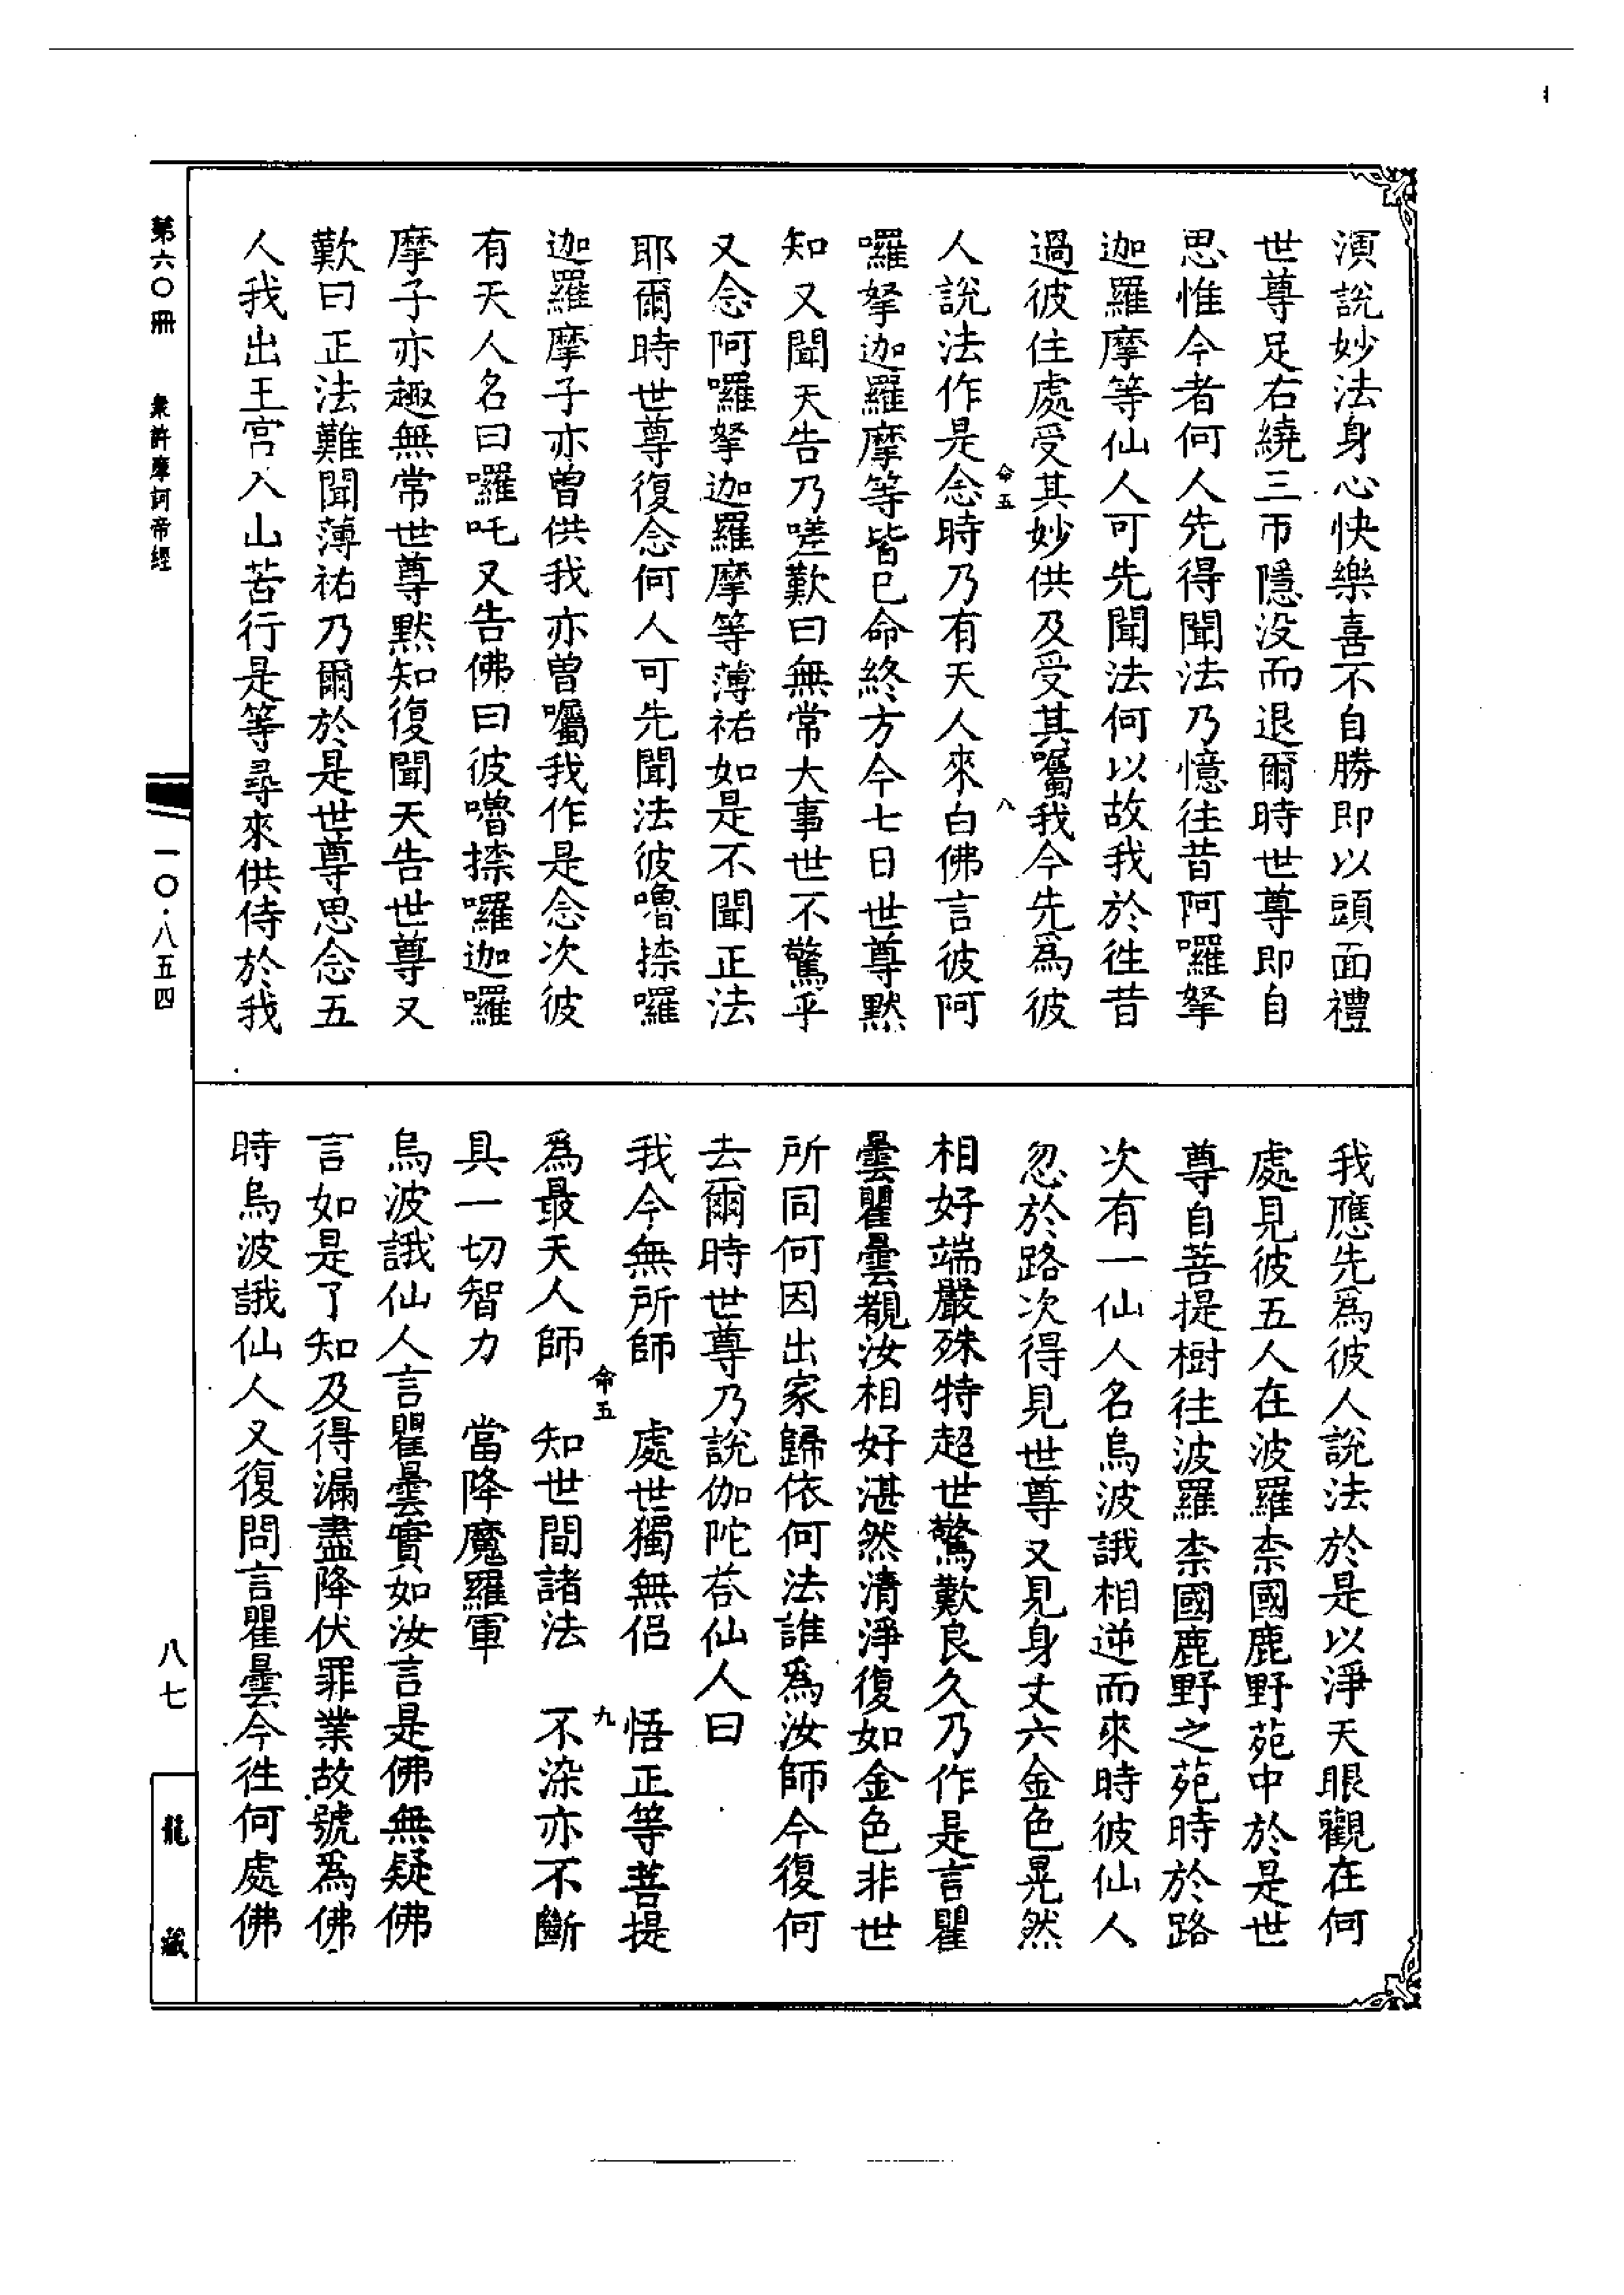 演說妙法身心快樂喜不自勝即以頭面禮
世尊足右繞三帀隱没而退爾時世尊即自
思惟今者何人先得聞法乃憶往昔阿囉拏
迦羅摩等仙人可先聞法何以故我於往昔
過彼住處受其妙供及受其囑我今先爲彼
命五
八
人說法作是念時乃有天人來白佛言彼阿
囉拏迦羅摩等皆已命終方今七日世尊黙
知又聞天告乃嗟歎曰無常大事世不驚乎
又念阿囉拏迦羅摩等薄祐如是不聞正法
耶爾時世尊復念何人可先聞法彼嚕捺囉
迦羅摩子亦曾供我亦曾囑我作是念次彼
有天人名曰囉吒又告佛曰彼嚕捺囉迦囉
摩子亦趣無常世尊黙知復聞天告世尊又
歎曰正法難聞薄祐乃爾於是世尊思念五
人我出王宫入山苦行是等尋來供侍於我
我應先爲彼人說法於是以淨天眼觀在何
處見彼五人在波羅柰國鹿野苑中於是世
尊自菩提樹往波羅柰國鹿野之苑時於路
次有一仙人名烏波誐相逆而來時彼仙人
忽於路次得見世尊又見身丈六金色晃然
相好端嚴殊特超世驚歎良久乃作是言瞿
曇瞿曇覩汝相好湛然清淨復如金色非世
所同何因出家歸依何法誰爲汝師今復何
去爾時世尊乃說伽陀荅仙人曰
我今無所師　處世獨無侶　悟正等菩提
命五
九
爲最天人師　知世間諸法　不染亦不斷
具一切智力　當降魔羅軍
烏波誐仙人言瞿曇實如汝言是佛無疑佛
言如是了知及得漏盡降伏罪業故號爲佛
時烏波誐仙人又復問言瞿曇今徃何處佛
第六〇冊　衆許摩訶帝經
一〇·八五四
八七
龍藏